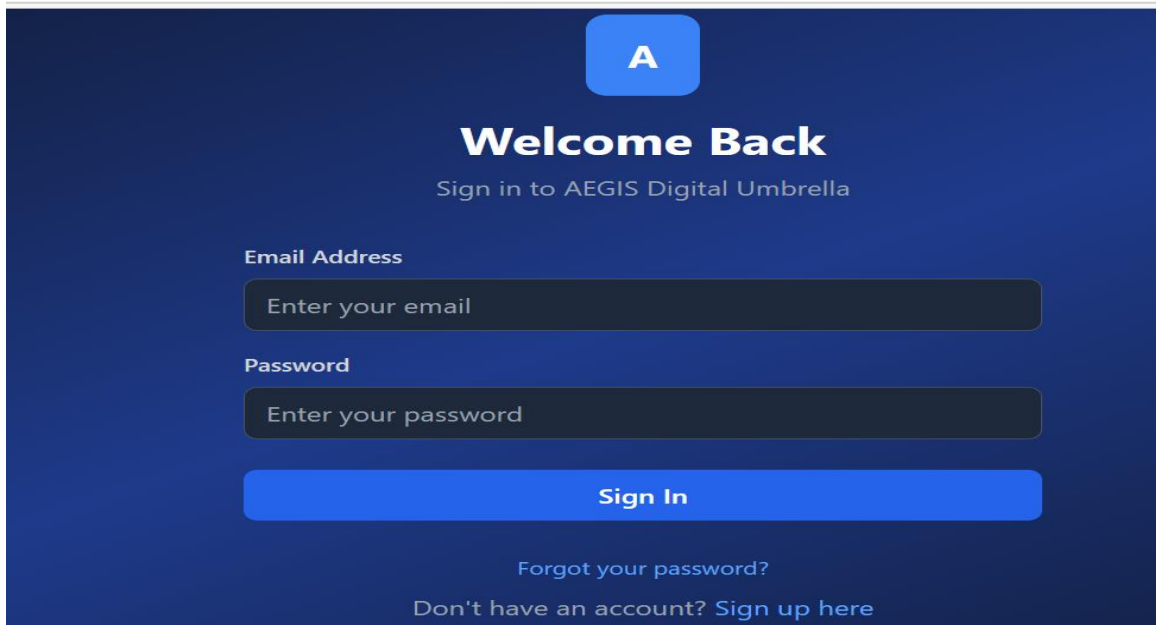 A
Welcome Back
Sign in to AEGIS Digital Umbrella
Email Address
Enter your email
Password
Enter your password
Sign In
Forgot your password?
Don't have an account? Sign up here